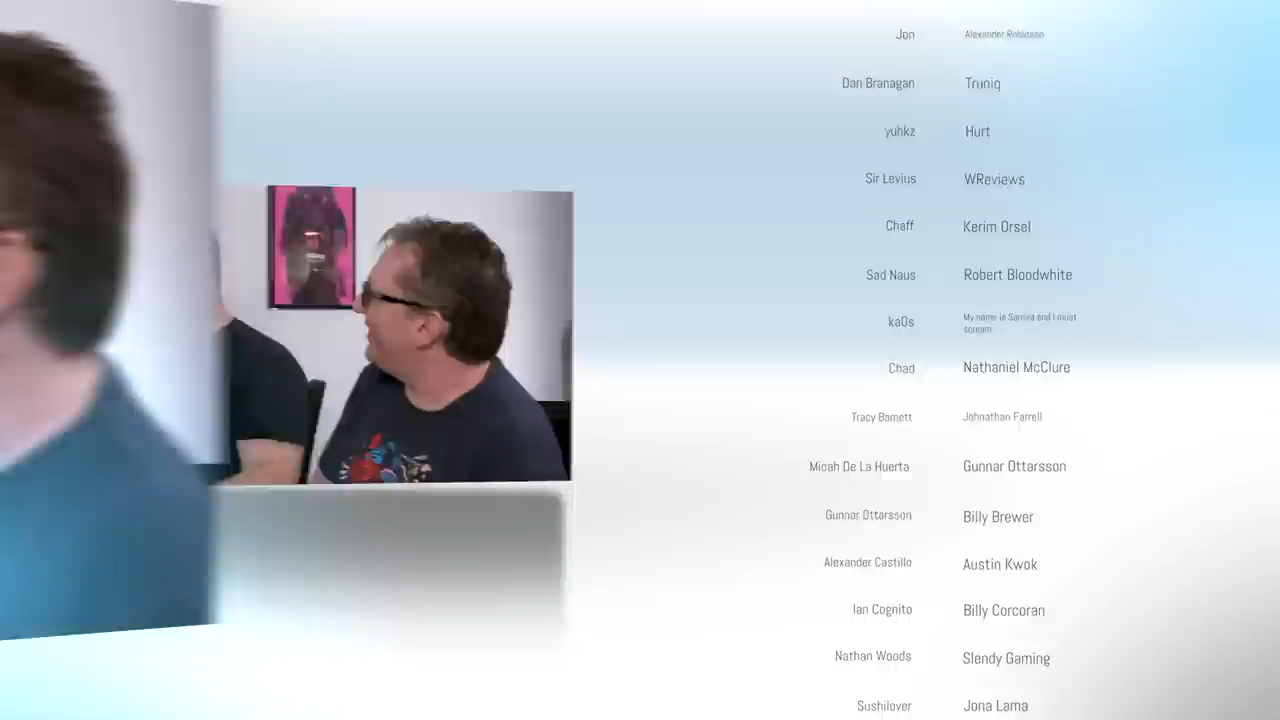 Jon Alexander Robinson
Dan Branagan Truniq
yuhkz Hurt
Sir Levius WReviews
Chaff Kerim Orsel
Sad Naus Robert Bloodwhite
ka0s My name is Samira and I must
scream
Chad Nathaniel McClure
Tracy Barnett Johnathan Farrell
Micah De La Huerta Gunnar Ottarsson
Gunnar Ottarsson Billy Brewer
Alexander Castillo Austin Kwok
Ian Cognito Billy Corcoran
Nathan Woods Slendy Gaming
Sushilover Jona Lama